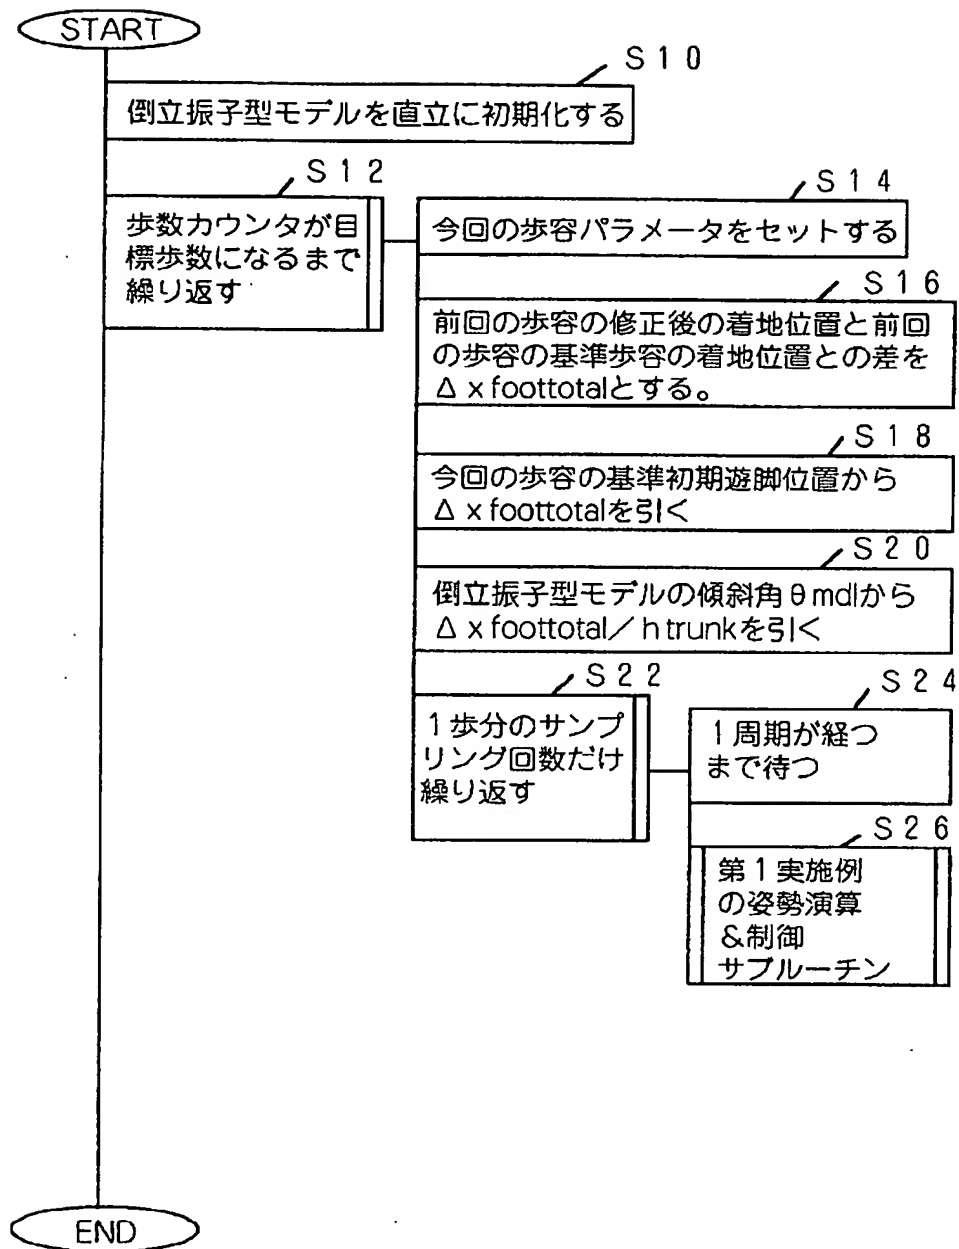 START
S10
倒立振子型モデルを直立に初期化する
S12
歩数カウンタが目
標歩数になるまで
繰り返す
S14
今回の歩容パラメータをセットする
S16
前回の歩容の修正後の着地位置と前回
の歩容の基準歩容の着地位置との差を
Δxfoottotalとする。
S18
今回の歩容の基準初期遊脚位置から
Δxfoottotalを引く
S20
倒立振子型モデルの傾斜角θmdlから
Δxfoottotal/htrunkを引く
S22
1歩分のサンプ
リング回数だけ
繰り返す
S24
1周期が経つ
まで待つ
S26
第1実施例
の姿勢演算
&制御
サブルーチン
END